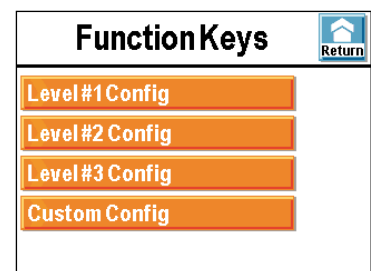 Function Keys
Return
Level #1 Config
Level #2 Config
Level #3 Config
Custom Config